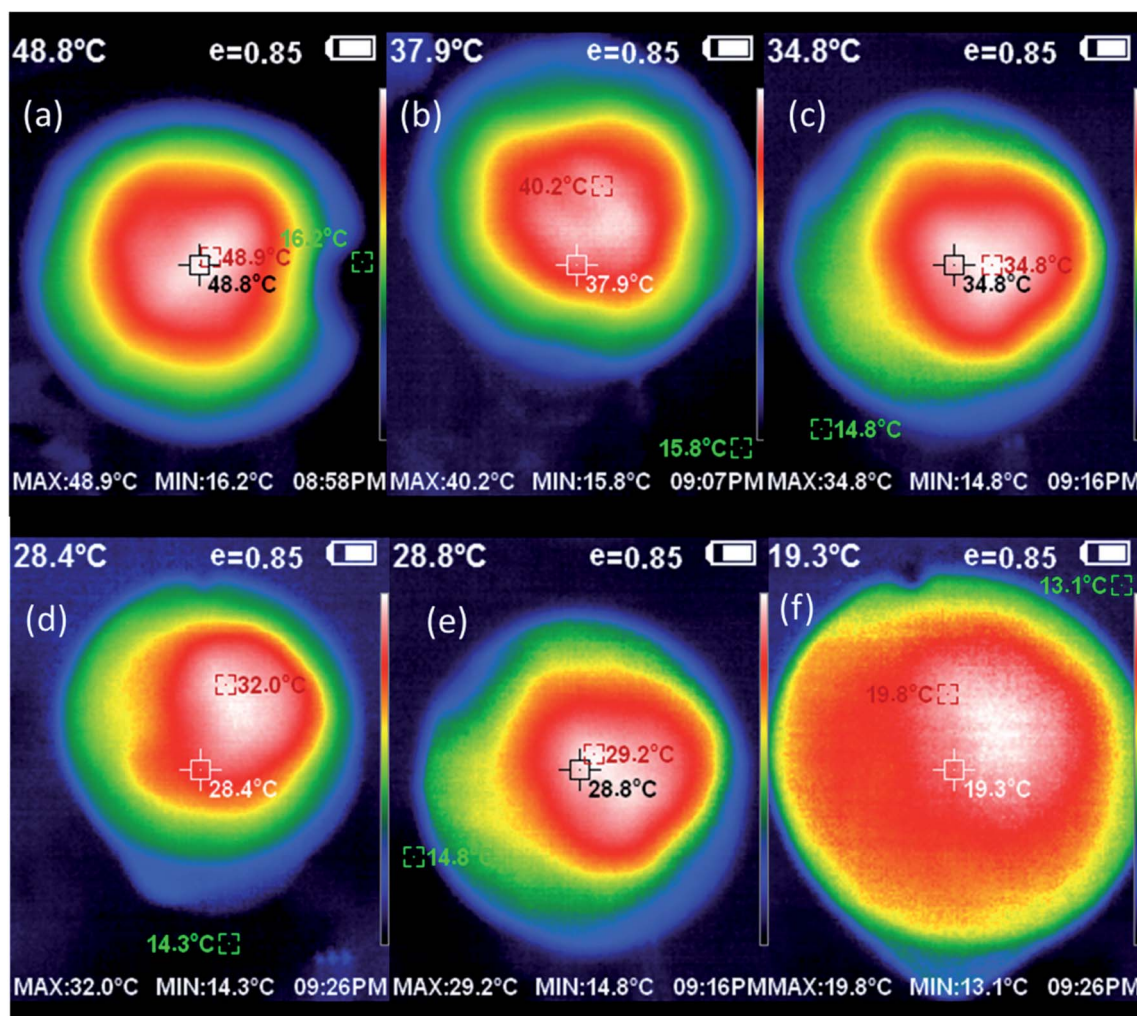 48.8°C e=0.85
(a)
16.2°C
48.9°C
48.8°C
MAX:48.9°C MIN:16.2°C 08:58PM
37.9°C e=0.85
(b)
40.2°C
37.9°C
15.8°C
MAX:40.2°C MIN:15.8°C 09:07PM
34.8°C e=0.85
(c)
34.8°C
34.8°C
14.8°C
MAX:34.8°C MIN:14.8°C 09:16PM
28.4°C e=0.85
(d)
32.0°C
28.4°C
14.3°C
MAX:32.0°C MIN:14.3°C 09:26PM
28.8°C e=0.85
(e)
29.2°C
28.8°C
14.8°C
MAX:29.2°C MIN:14.8°C 09:16PM
19.3°C e=0.85
13.1°C
(f)
19.8°C
19.3°C
MAX:19.8°C MIN:13.1°C 09:26PM